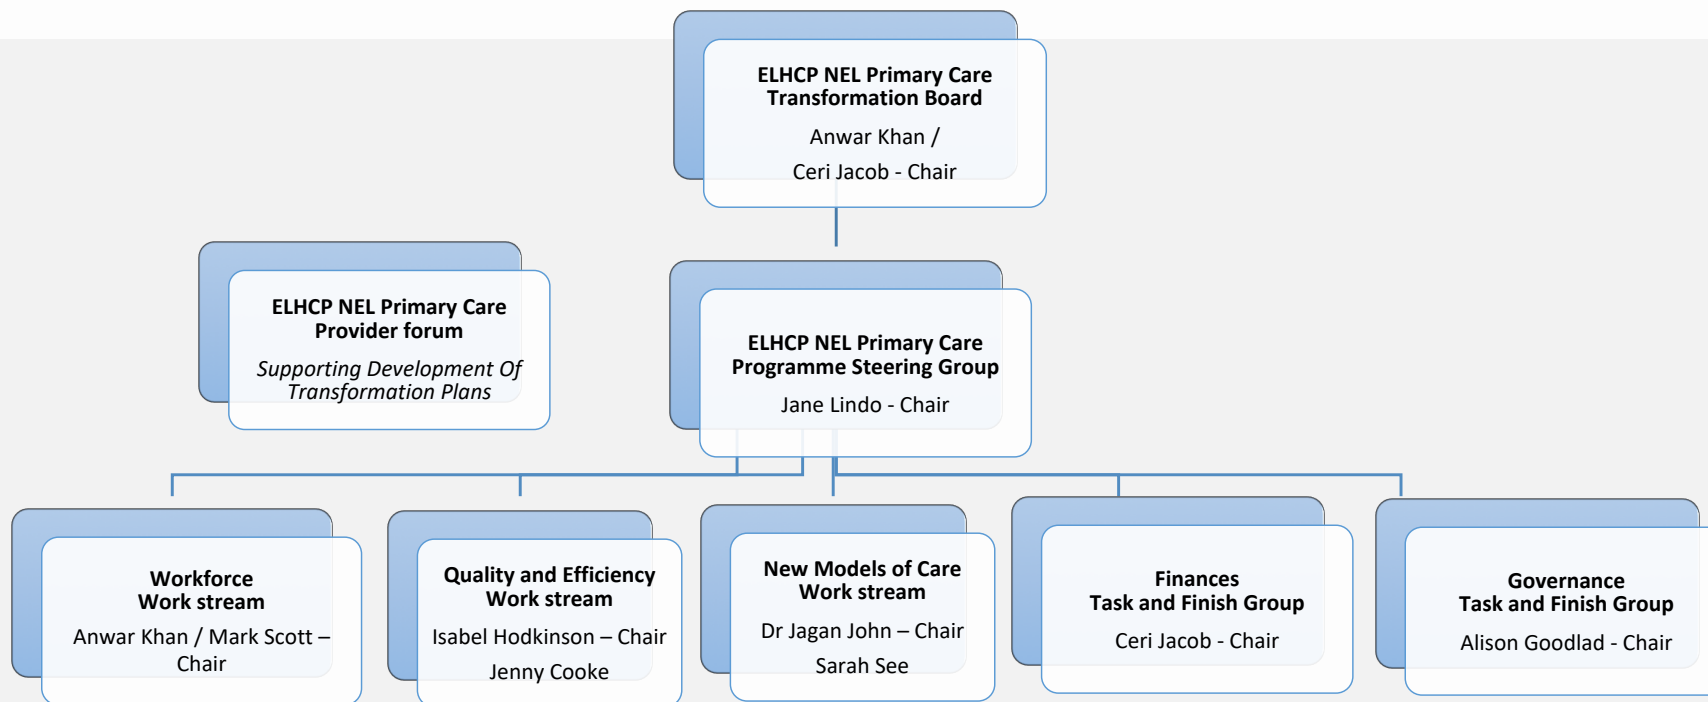 ELHCP NEL Primary Care
Transformation Board
Anwar Khan /
Ceri Jacob - Chair
ELHCP NEL Primary Care
Provider forum
Supporting Development Of
Transformation Plans
ELHCP NEL Primary Care
Programme Steering Group
Jane Lindo - Chair
Workforce
Work stream
Anwar Khan / Mark Scott –
Chair
Quality and Efficiency
Work stream
Isabel Hodkinson – Chair
Jenny Cooke
New Models of Care
Work stream
Dr Jagan John – Chair
Sarah See
Finances
Task and Finish Group
Ceri Jacob - Chair
Governance
Task and Finish Group
Alison Goodlad - Chair